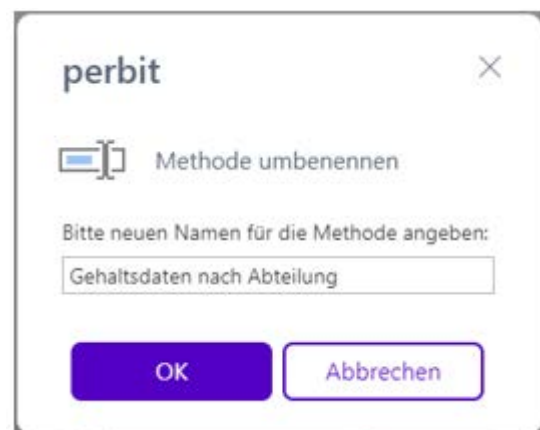 perbit
Methode umbenennen
Bitte neuen Namen für die Methode angeben:
Gehaltsdaten nach Abteilung
OK
Abbrechen